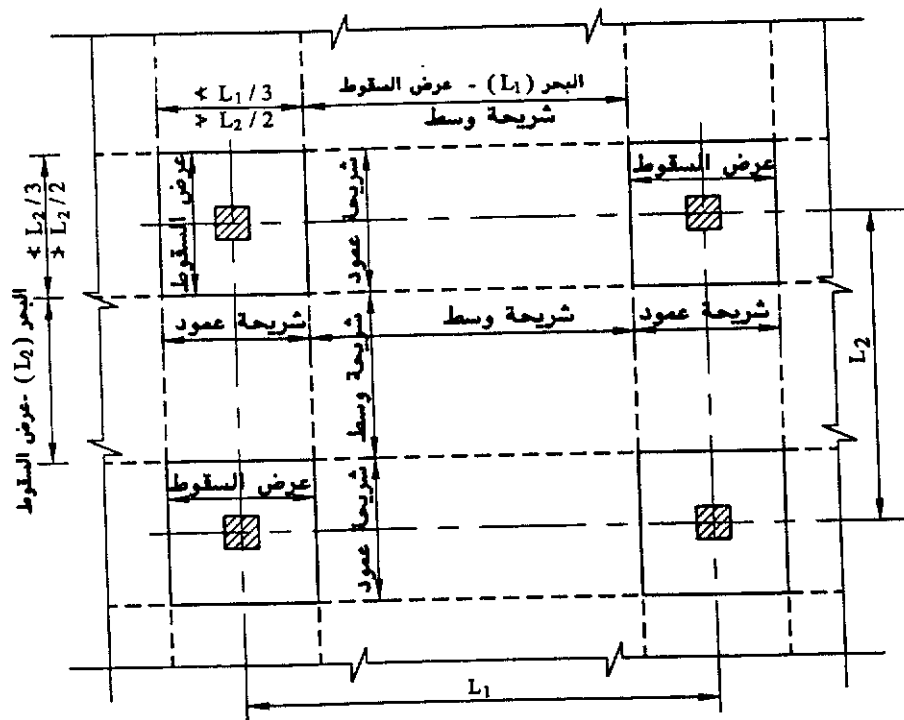 البحر (L₁) - عرض السقوط
شريحة وسط
≮ L₁/3
≯ L₂/2
عرض السقوط
عرض السقوط
شريحة عمود
≮ L₂/3
≯ L₂/2
شريحة عمود
شريحة وسط
شريحة عمود
البحر (L₂) - عرض السقوط
شريحة وسط
L₂
عرض السقوط
شريحة عمود
L₁